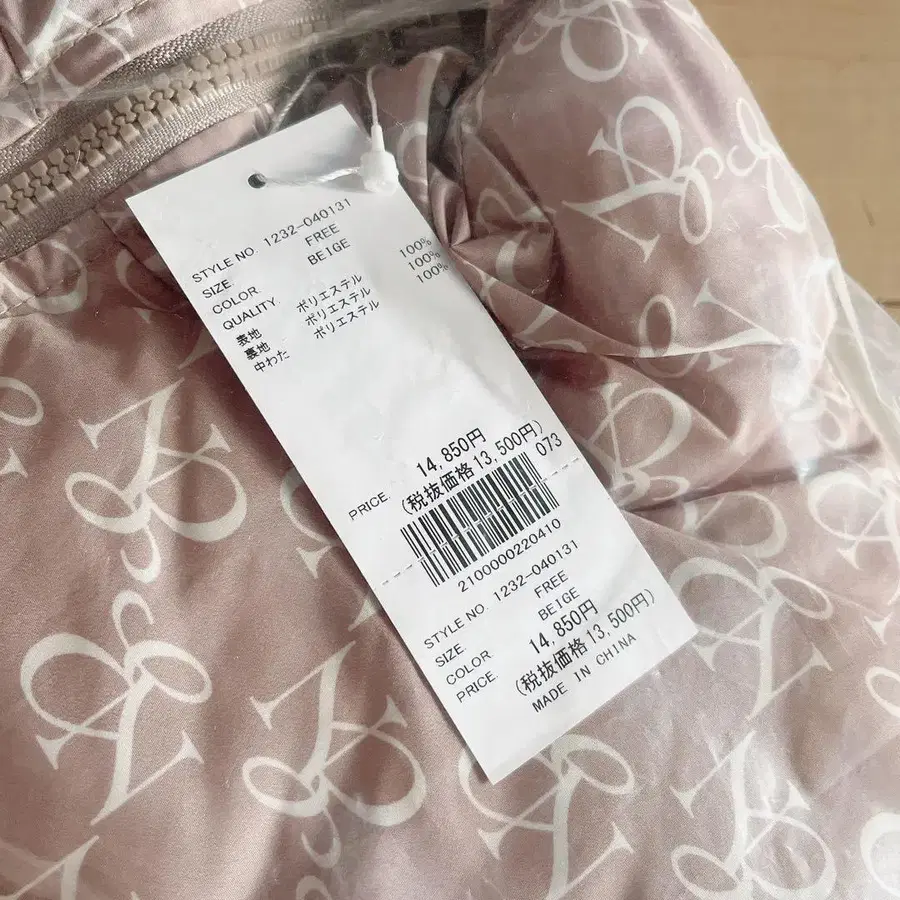 STYLE NO. 1232-040131
SIZE. FREE
COLOR. BEIGE
QUALITY.
表地 ポリエステル 100%
裏地 ポリエステル 100%
中わた ポリエステル 100%
PRICE. 14,850円
(税抜価格13,500円)
073
2100000220410
STYLE NO. 1232-040131
SIZE. FREE
COLOR. BEIGE
PRICE. 14,850円
(税抜価格13,500円)
MADE IN CHINA